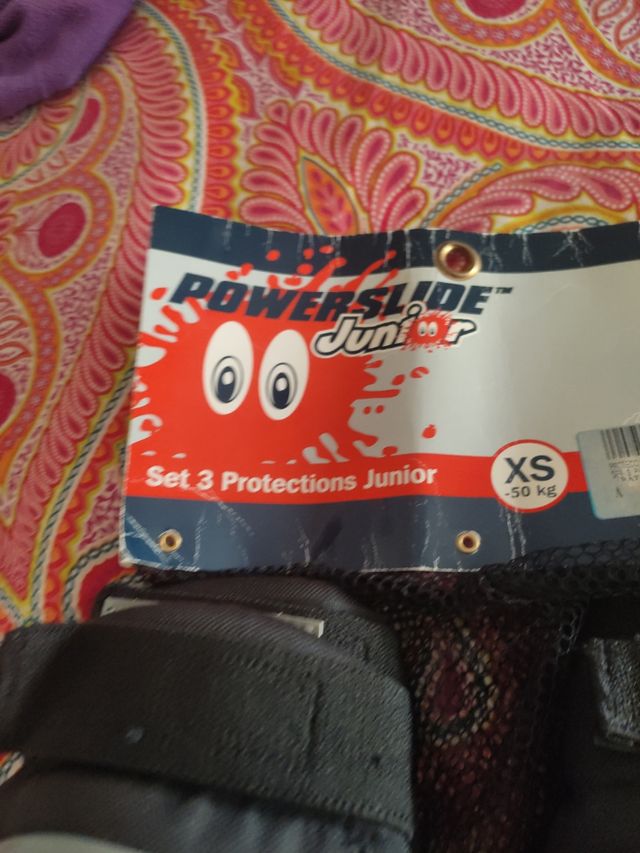 POWERSLIDE™
Junior
Set 3 Protections Junior
XS
-50 kg